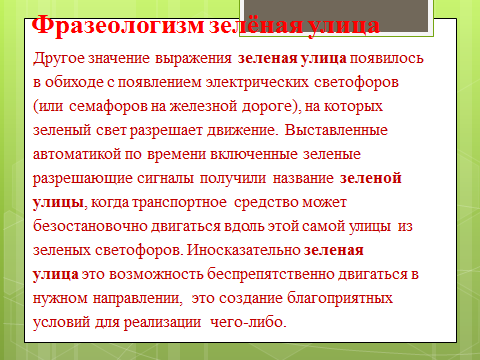 Фразеологизм зелёная улица
Другое значение выражения зеленая улица появилось
в обиходе с появлением электрических светофоров
(или семафоров на железной дороге), на которых
зеленый свет разрешает движение. Выставленные
автоматикой по времени включенные зеленые
разрешающие сигналы получили название зеленой
улицы, когда транспортное средство может
безостановочно двигаться вдоль этой самой улицы из
зеленых светофоров. Иносказательно зеленая
улица это возможность беспрепятственно двигаться в
нужном направлении, это создание благоприятных
условий для реализации чего-либо.